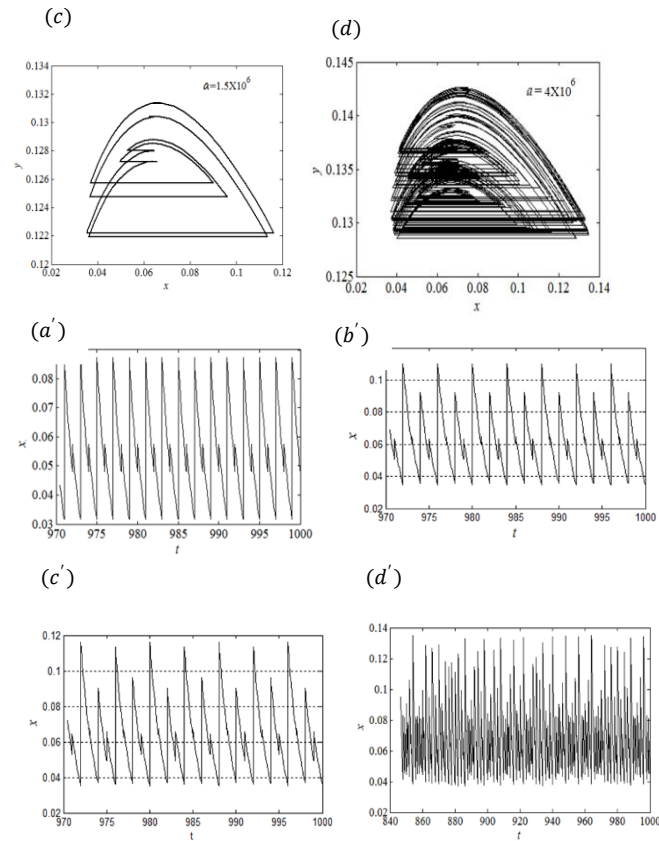 (c)
(d)
0.134
0.132
0.13
0.128
0.126
0.124
0.122
0.12
y
a=1.5X10^6
0.02 0.04 0.06 0.08 0.1 0.12
x
0.145
0.14
0.135
0.13
0.125
y
a=4X10^6
0.02 0.04 0.06 0.08 0.1 0.12 0.14
x
(a′)
(b′)
0.08
0.07
0.06
0.05
0.04
0.03
x
970 975 980 985 990 995 1000
t
0.1
0.08
0.06
0.04
0.02
x
970 975 980 985 990 995 1000
t
(c′)
(d′)
0.12
0.1
0.08
0.06
0.04
0.02
x
970 975 980 985 990 995 1000
t
0.14
0.12
0.1
0.08
0.06
0.04
0.02
x
840 860 880 900 920 940 960 980 1000
t